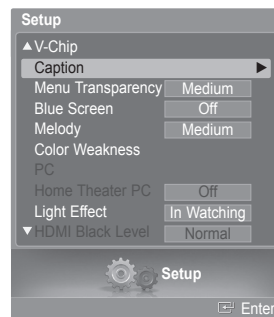 Setup
▲V-Chip
Caption ►
Menu Transparency Medium
Blue Screen Off
Melody Medium
Color Weakness
PC
Home Theater PC Off
Light Effect In Watching
▼HDMI Black Level Normal
Setup
Enter